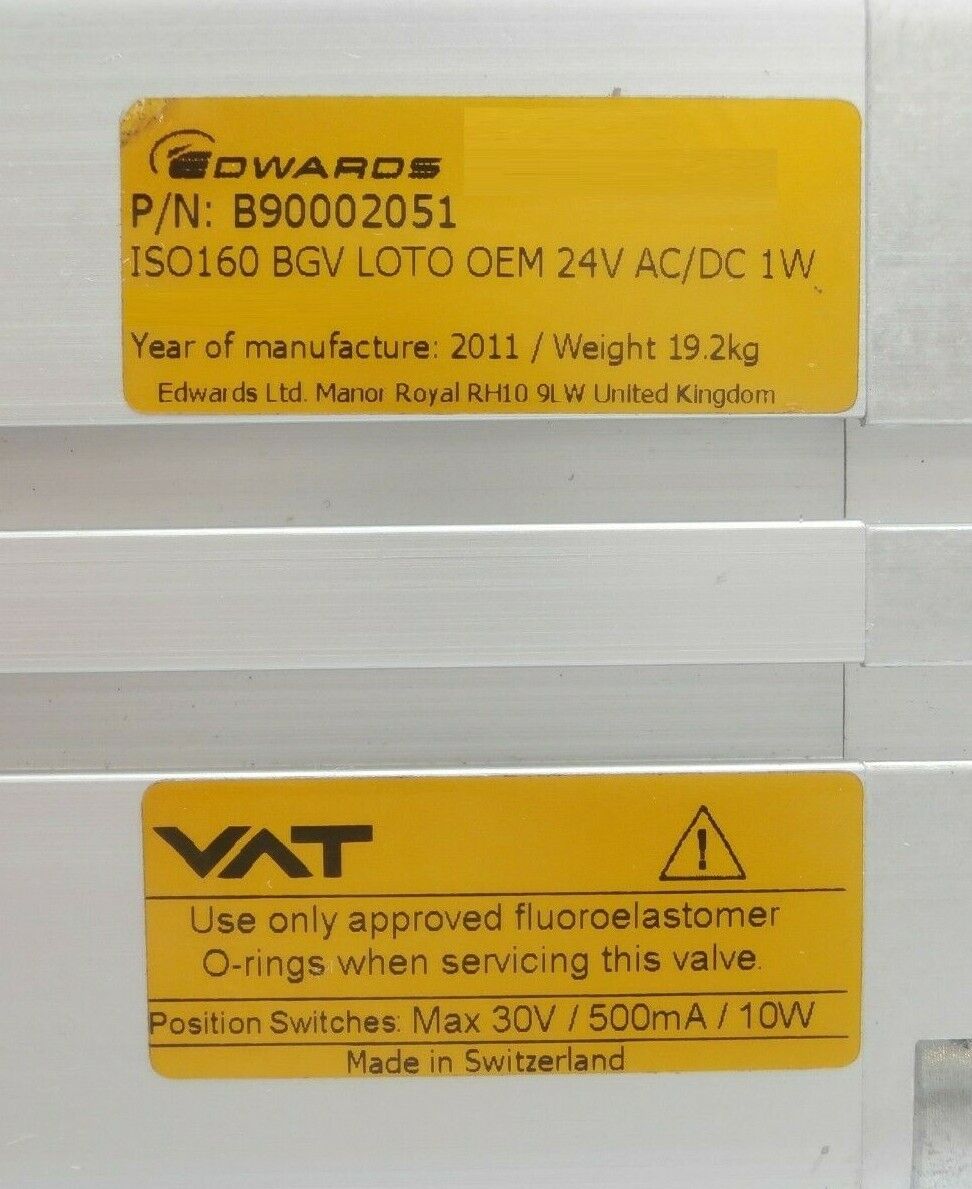 EDWARDS
P/N: B90002051
ISO160 BGV LOTO OEM 24V AC/DC 1W
Year of manufacture: 2011 / Weight 19.2kg
Edwards Ltd. Manor Royal RH10 9LW United Kingdom
VAT
!
Use only approved fluoroelastomer
O-rings when servicing this valve.
Position Switches: Max 30V / 500mA / 10W
Made in Switzerland